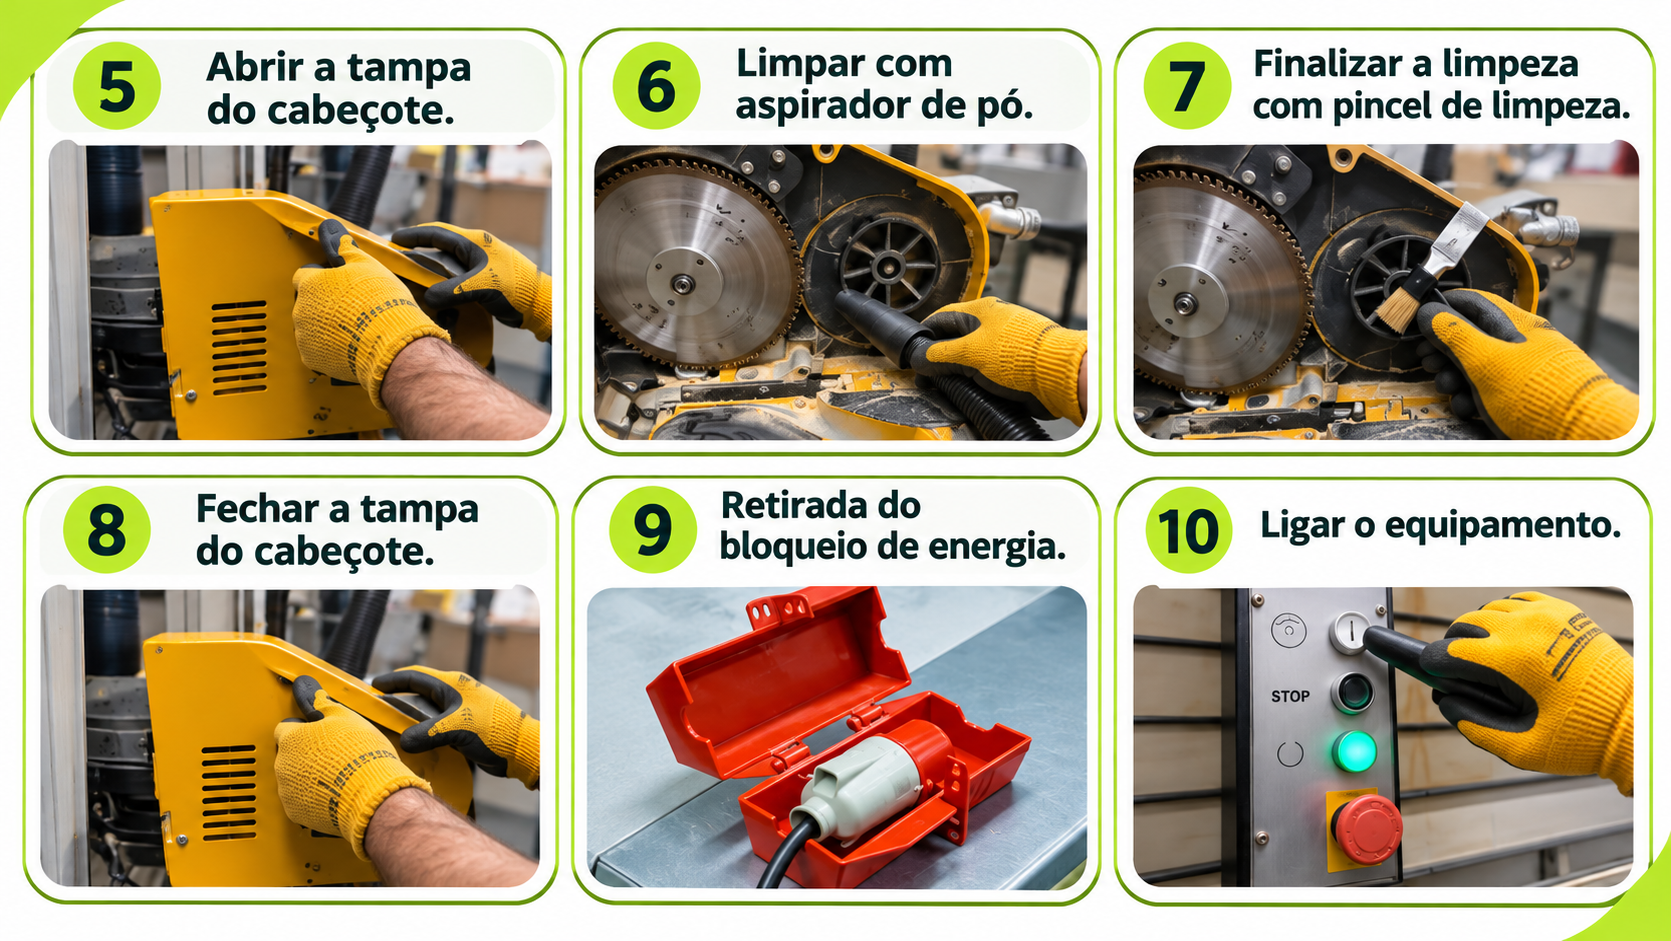 5
Abrir a tampa
do cabeçote.
6
Limpar com
aspirador de pó.
7
Finalizar a limpeza
com pincel de limpeza.
8
Fechar a tampa
do cabeçote.
9
Retirada do
bloqueio de energia.
10
Ligar o equipamento.
STOP